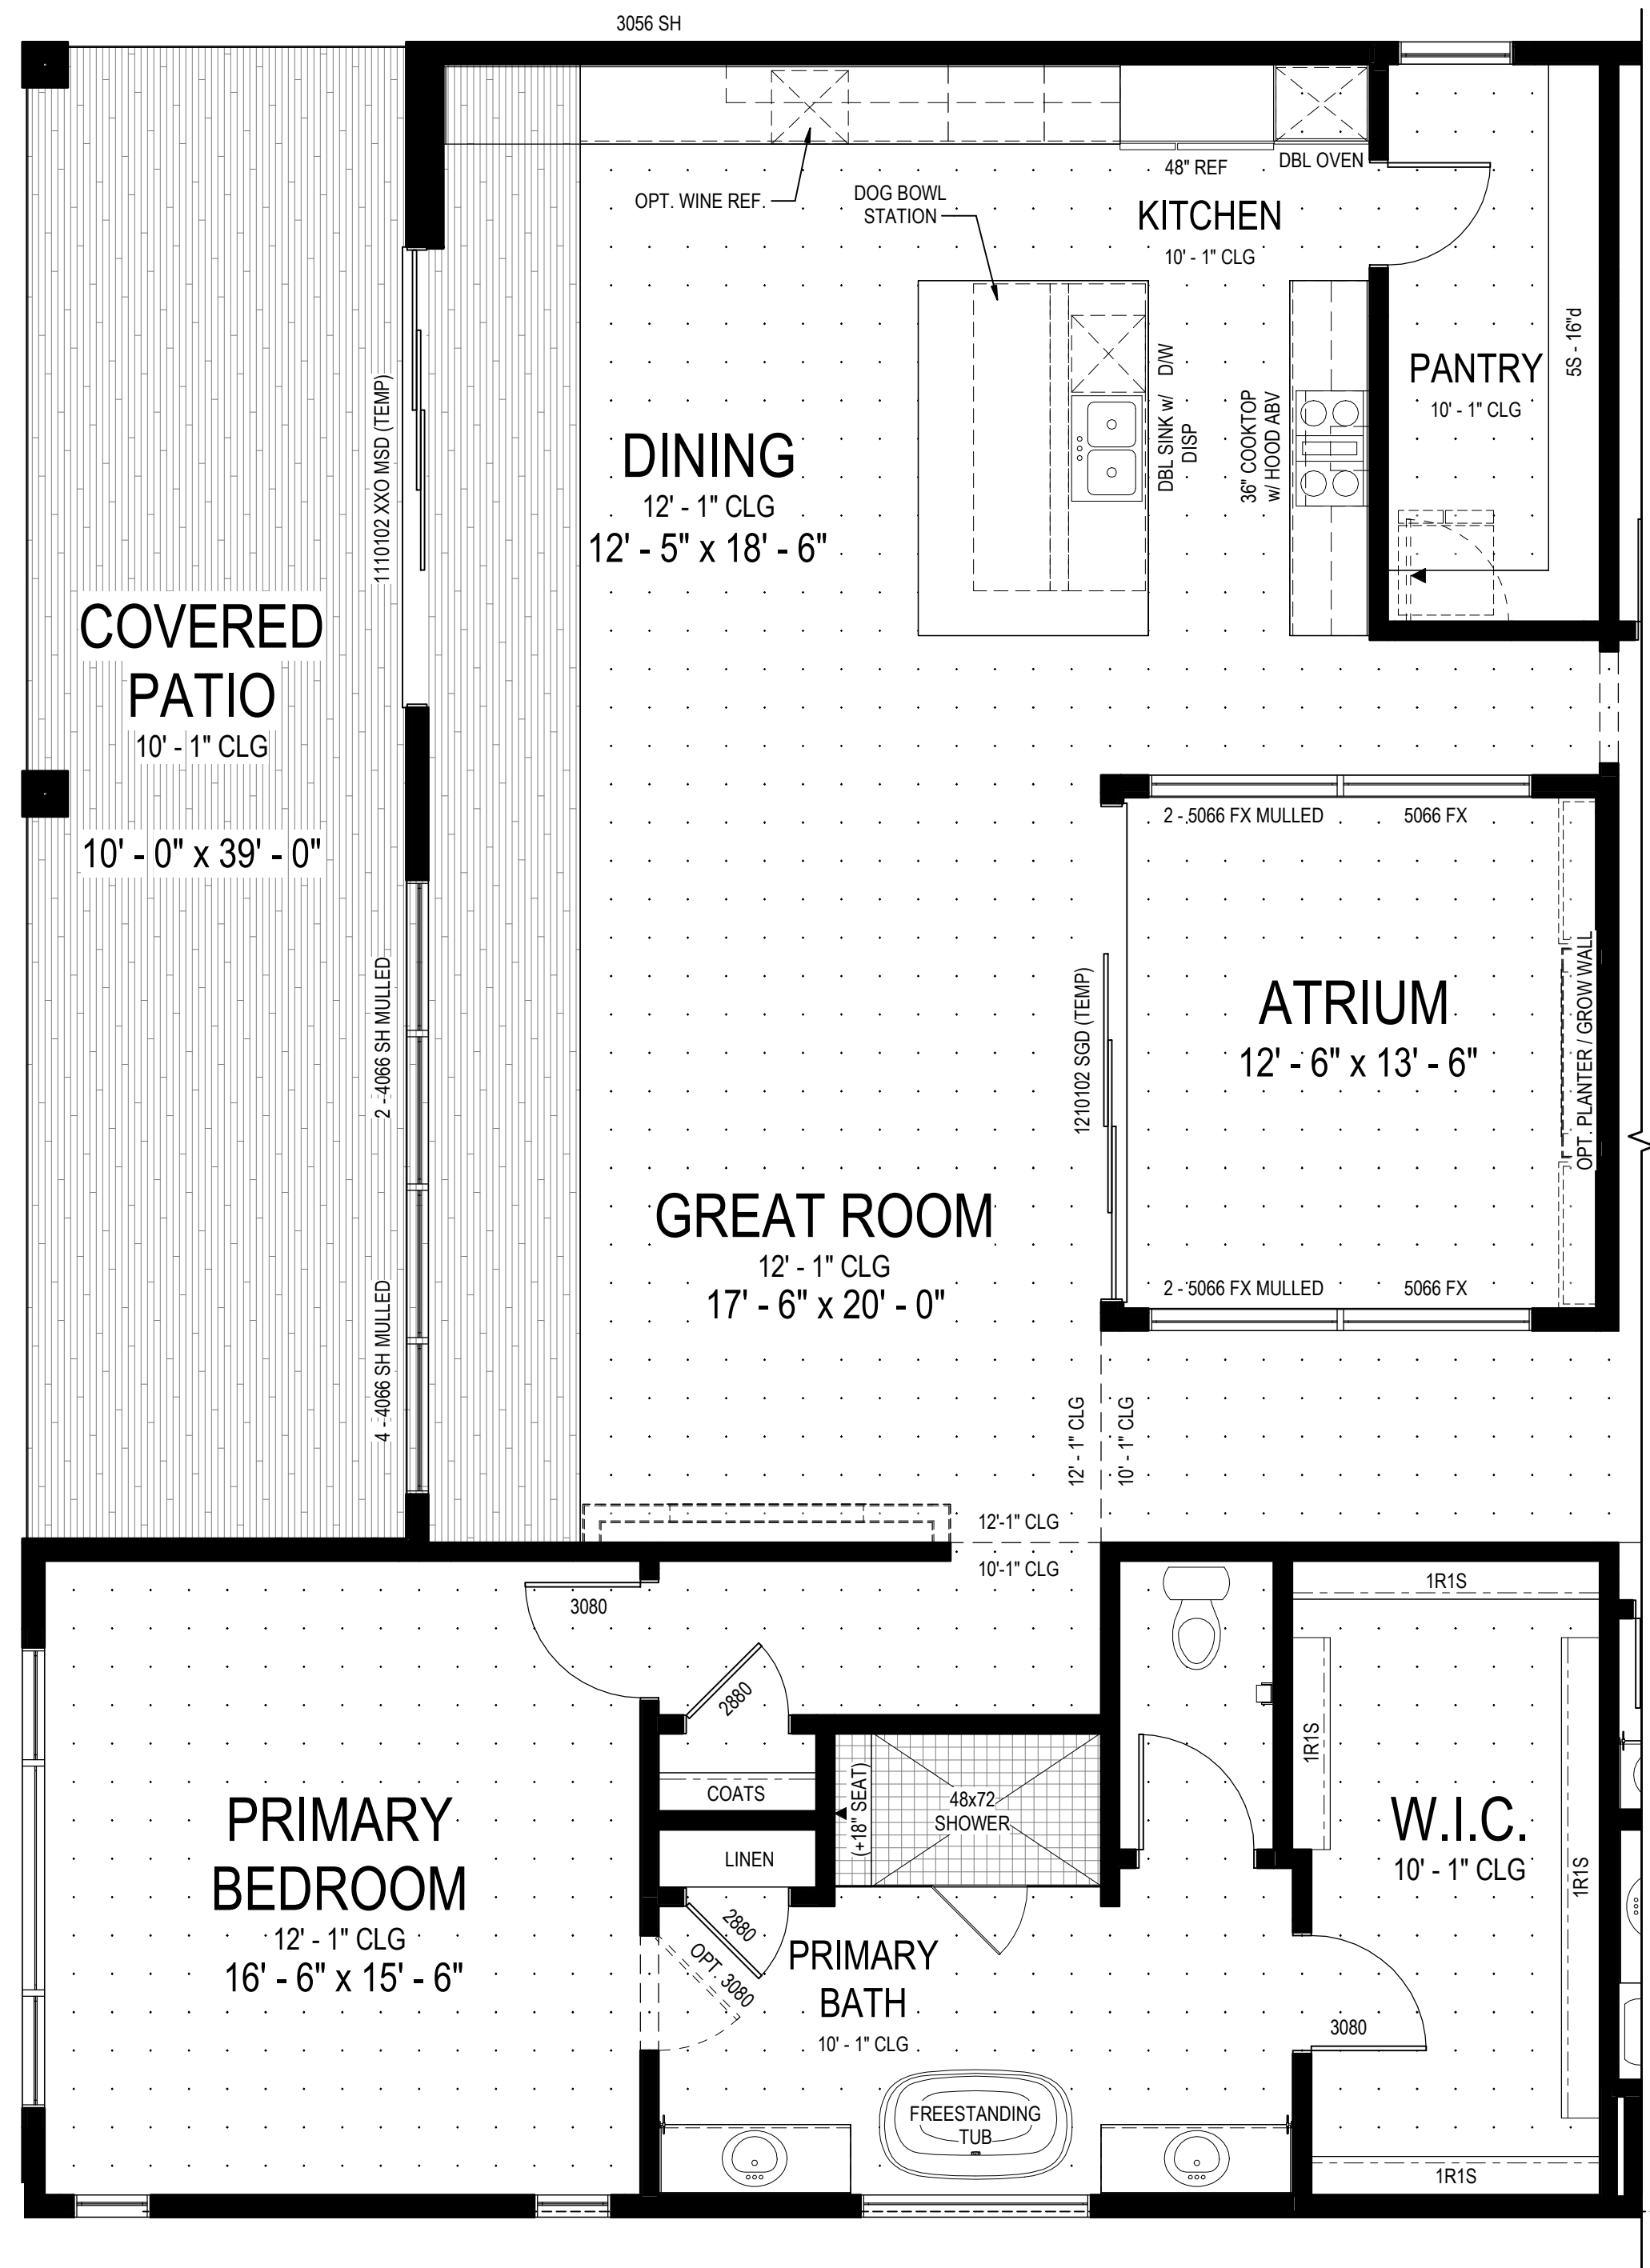 3056 SH
48" REF
DBL OVEN
OPT. WINE REF.
DOG BOWL
STATION
KITCHEN
10' - 1" CLG
PANTRY
10' - 1" CLG
5S - 16"d
D/W
DBL SINK w/
DISP
36" COOKTOP
w/ HOOD ABV
1110102 XXO MSD (TEMP)
DINING
12' - 1" CLG
12' - 5" x 18' - 6"
COVERED
PATIO
10' - 1" CLG
10' - 0" x 39' - 0"
2 - 5066 FX MULLED
5066 FX
2 - 4066 SH MULLED
1210102 SGD (TEMP)
ATRIUM
12' - 6" x 13' - 6"
OPT. PLANTER / GROW WALL
GREAT ROOM
12' - 1" CLG
17' - 6" x 20' - 0"
2 - 5066 FX MULLED
5066 FX
4 - 4066 SH MULLED
12' - 1" CLG
10' - 1" CLG
12'-1" CLG
10'-1" CLG
3080
1R1S
2880
1R1S
COATS
(+18" SEAT)
48x72
SHOWER
PRIMARY
BEDROOM
12' - 1" CLG
16' - 6" x 15' - 6"
LINEN
W.I.C.
10' - 1" CLG
1R1S
2880
OPT. 3080
PRIMARY
BATH
10' - 1" CLG
3080
FREESTANDING
TUB
1R1S